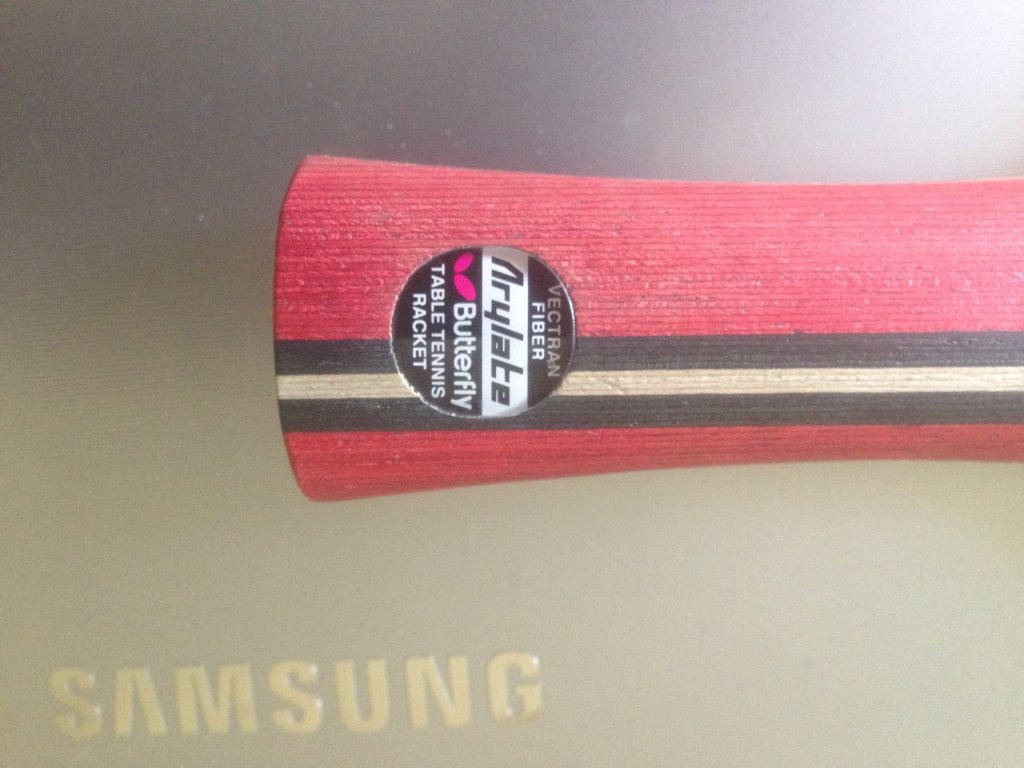 VECTRAN
FIBER
Arylate
Butterfly
TABLE TENNIS
RACKET
SAMSUNG